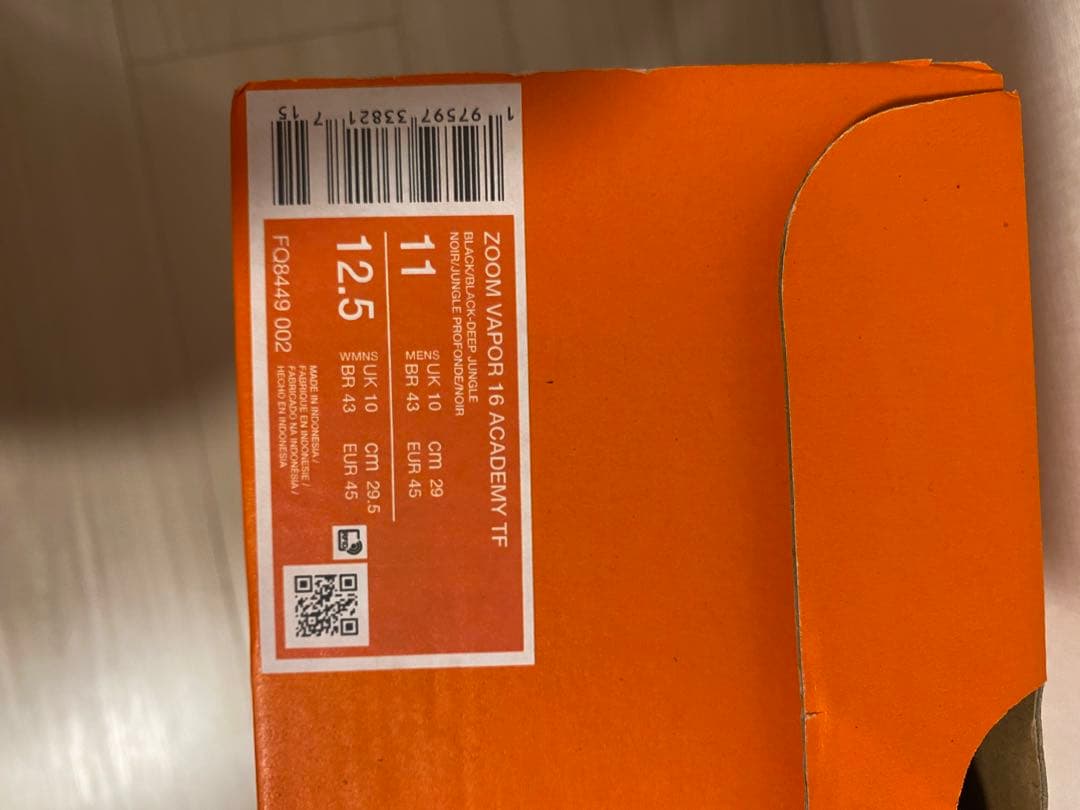 ZOOM VAPOR 16 ACADEMY TF
BLACK/BLACK-DEEP JUNGLE
NOIR/JUNGLE PROFONDE/NOIR
11 MENS UK 10 cm 29
BR 43 EUR 45
12.5 WMNS UK 10 cm 29.5
BR 43 EUR 45
FQ8449 002
MADE IN INDONESIA /
FABRIQUE EN INDONESIE /
FABRICADO NA INDONÉSIA /
HECHO EN INDONESIA
1 97597 33821 7 15